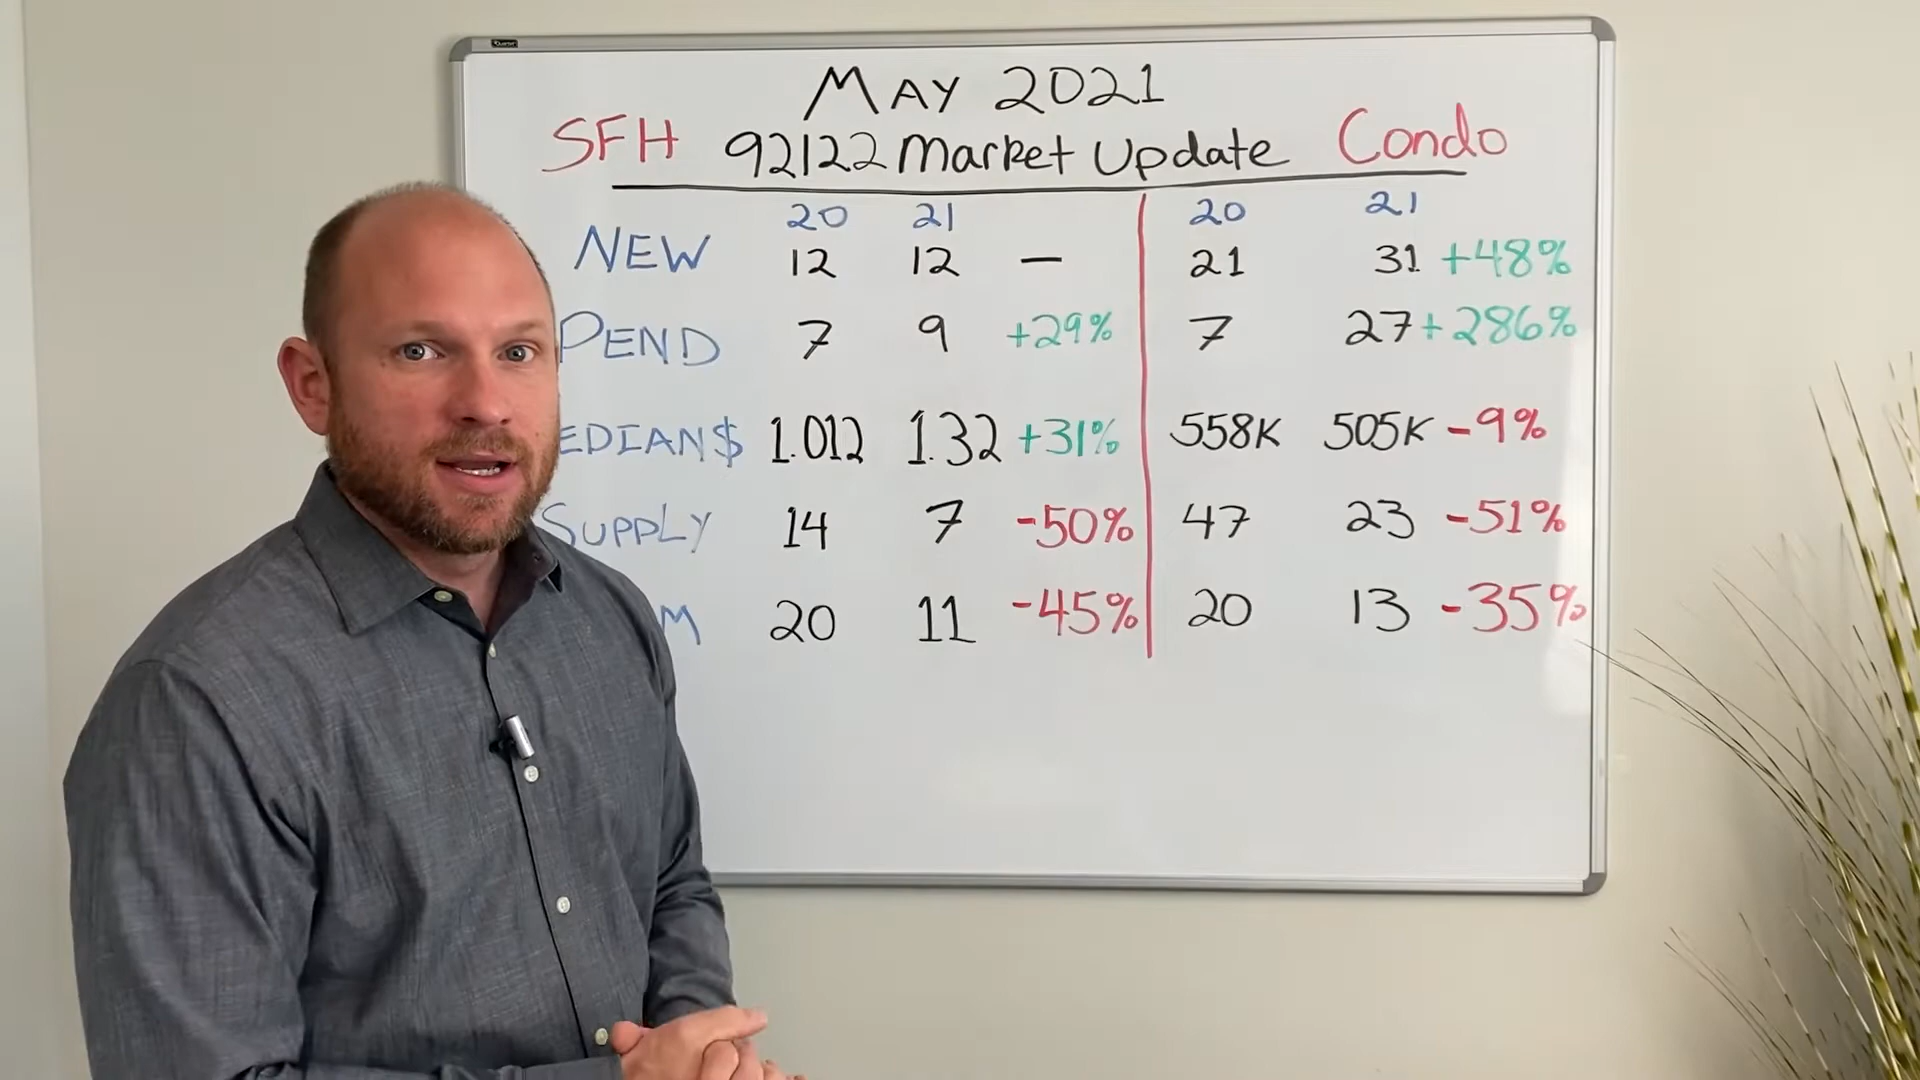 May 2021
SFH 92122 Market Update Condo
20 21 20 21
NEW 12 12 — 21 31 +48%
PEND 7 9 +29% 7 27 +286%
EDIAN$ 1.012 1.32 +31% 558K 505K -9%
SUPPLY 14 7 -50% 47 23 -51%
M 20 11 -45% 20 13 -35%